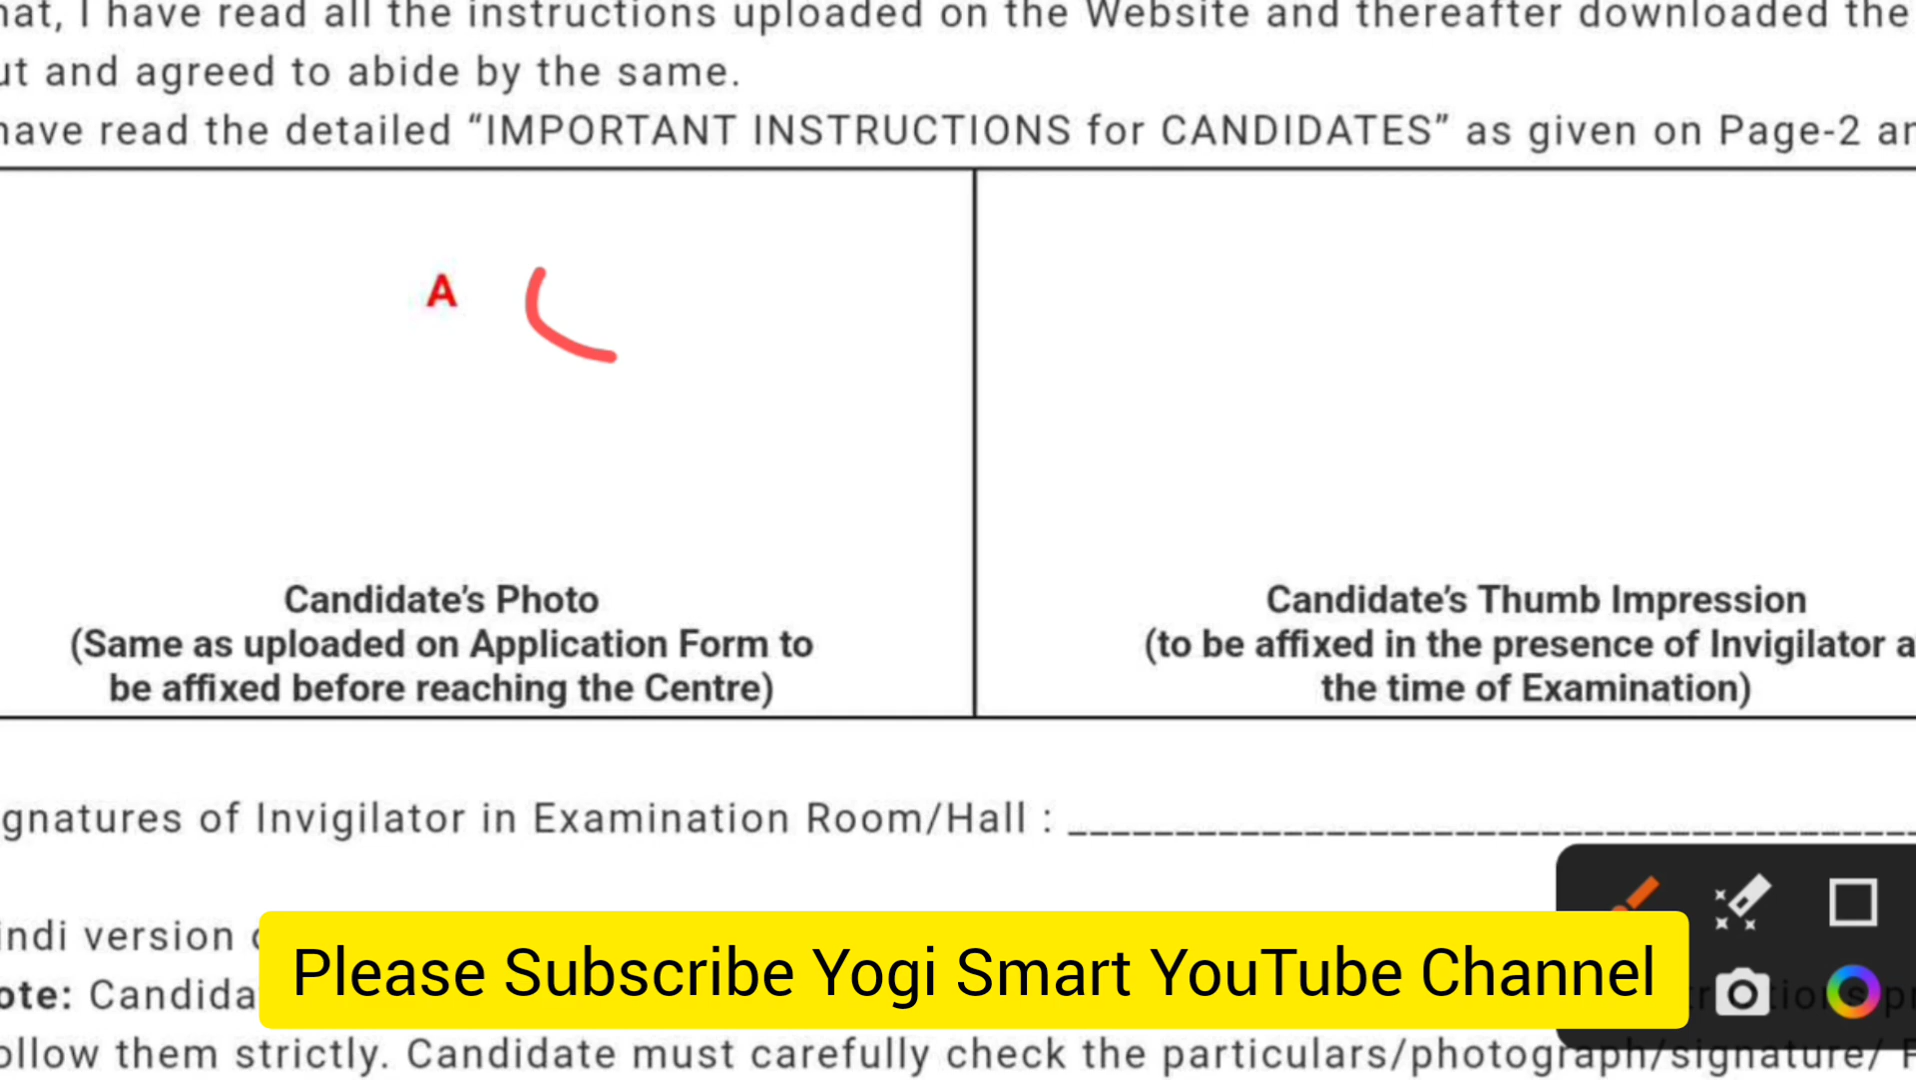 hat, I have read all the instructions uploaded on the Website and thereafter downloaded the
ut and agreed to abide by the same.
have read the detailed “IMPORTANT INSTRUCTIONS for CANDIDATES” as given on Page-2 an
A
Candidate’s Photo
(Same as uploaded on Application Form to
be affixed before reaching the Centre)
Candidate’s Thumb Impression
(to be affixed in the presence of Invigilator a
the time of Examination)
gnatures of Invigilator in Examination Room/Hall : ________________________________________
indi version
Please Subscribe Yogi Smart YouTube Channel
ote: Candida
ollow them strictly. Candidate must carefully check the particulars/photograph/signature/